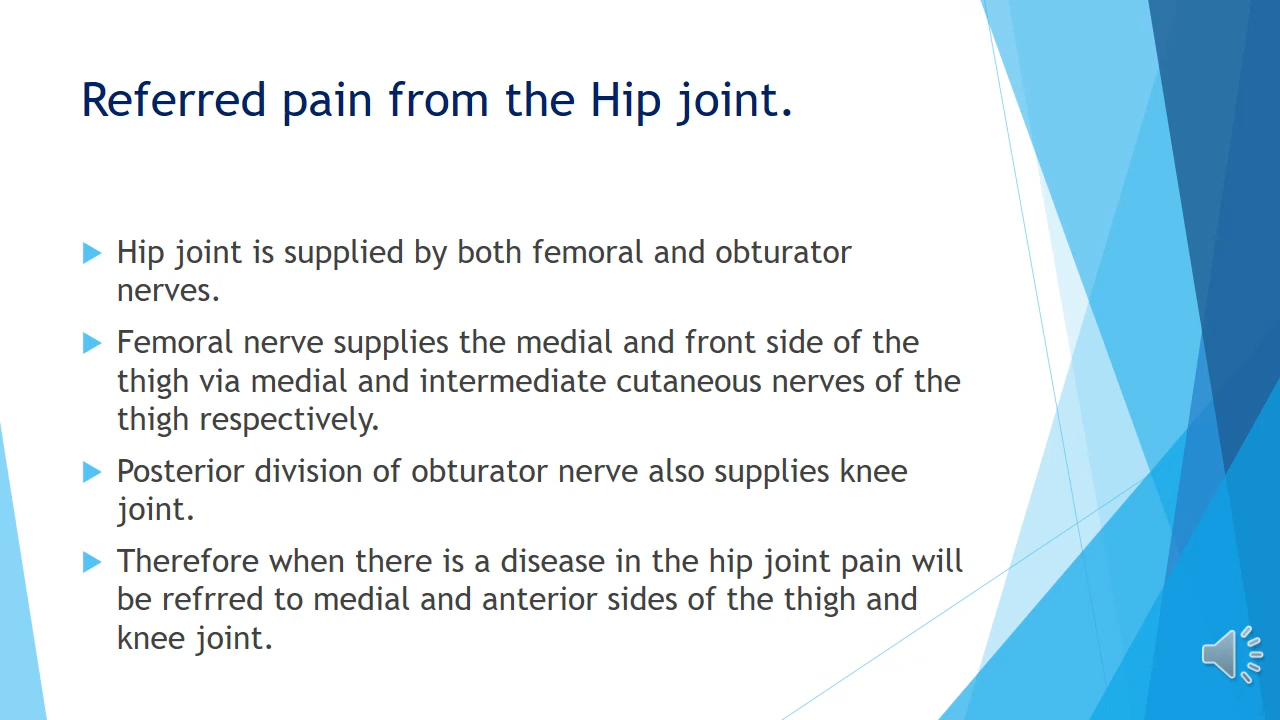 Referred pain from the Hip joint.
Hip joint is supplied by both femoral and obturator
nerves.
Femoral nerve supplies the medial and front side of the
thigh via medial and intermediate cutaneous nerves of the
thigh respectively.
Posterior division of obturator nerve also supplies knee
joint.
Therefore when there is a disease in the hip joint pain will
be refrred to medial and anterior sides of the thigh and
knee joint.